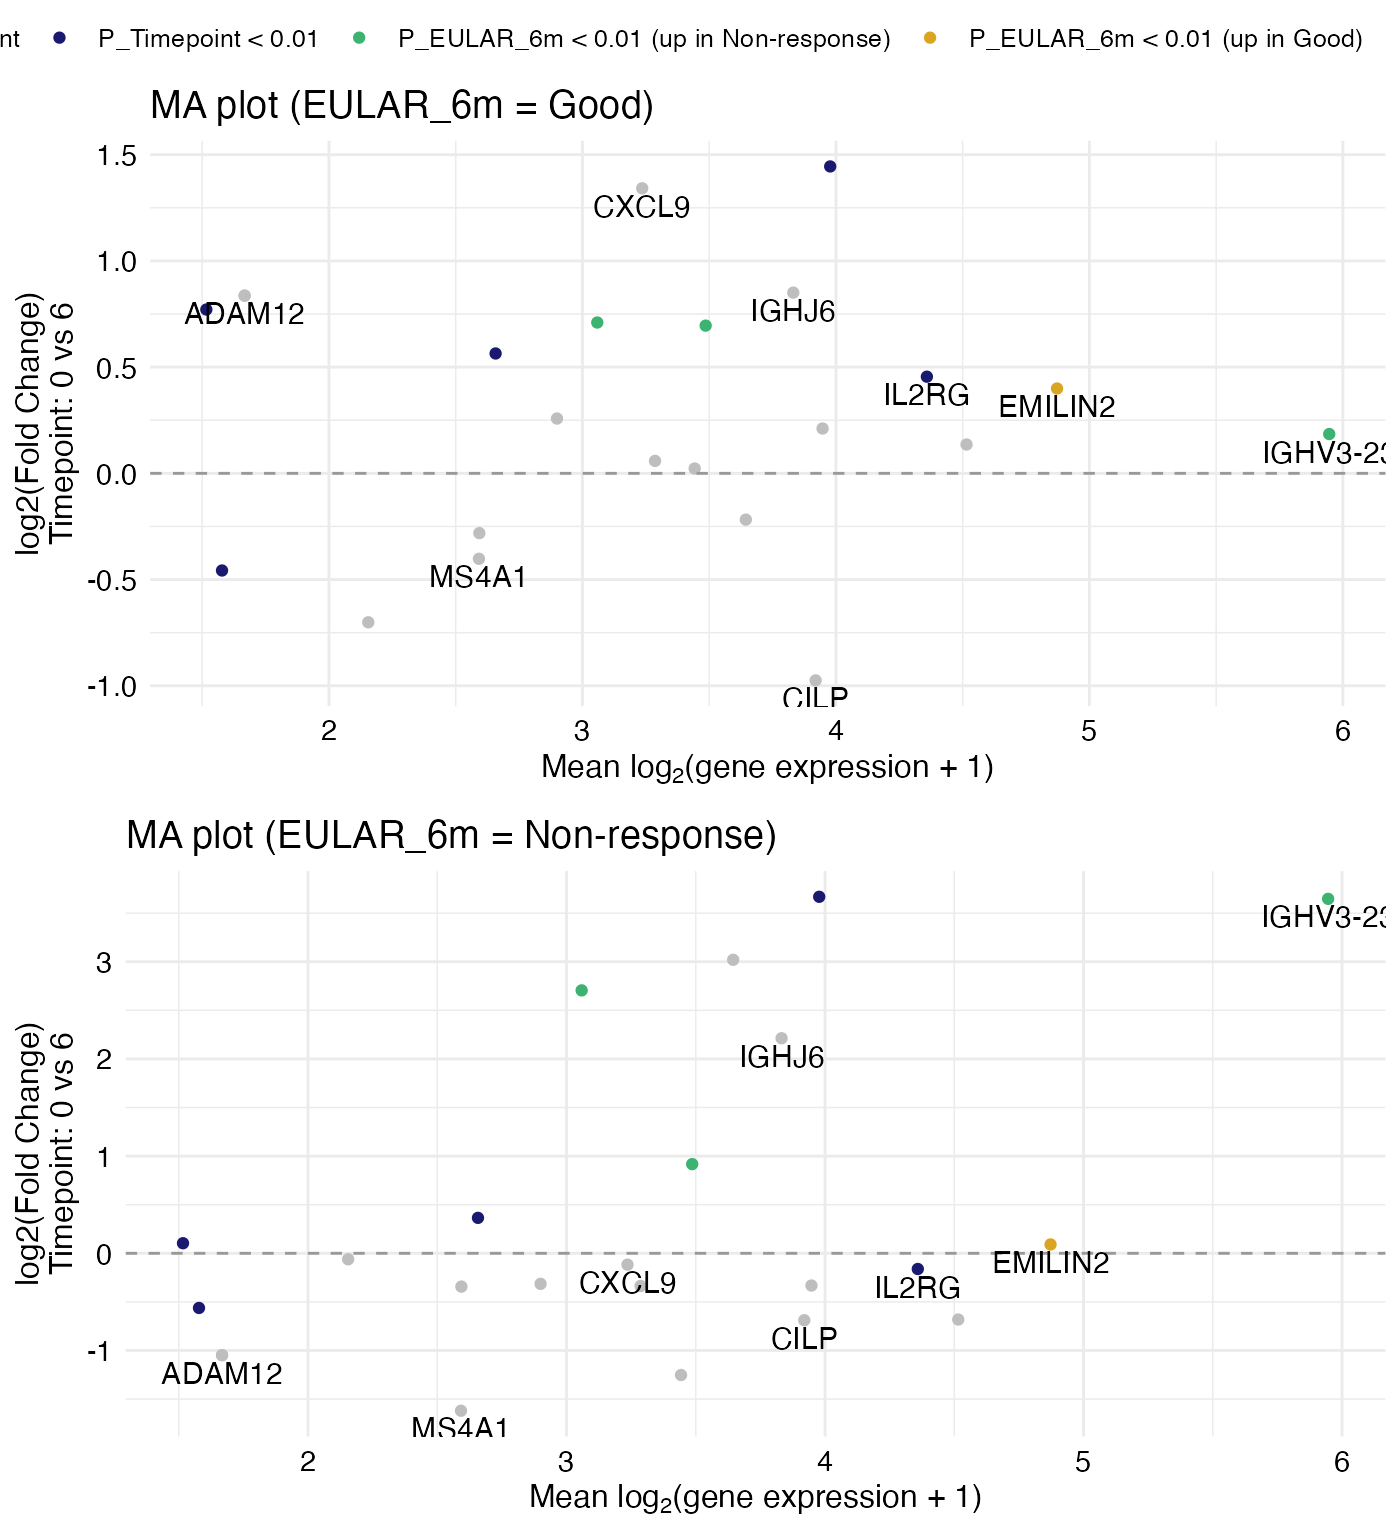 nt P_Timepoint < 0.01 P_EULAR_6m < 0.01 (up in Non-response) P_EULAR_6m < 0.01 (up in Good)
MA plot (EULAR_6m = Good)
log2(Fold Change)
Timepoint: 0 vs 6
1.5
1.0
0.5
0.0
-0.5
-1.0
CXCL9
ADAM12
IGHJ6
IL2RG
EMILIN2
IGHV3-23
MS4A1
CILP
2 3 4 5 6
Mean log₂(gene expression + 1)
MA plot (EULAR_6m = Non-response)
log2(Fold Change)
Timepoint: 0 vs 6
3
2
1
0
-1
IGHV3-23
IGHJ6
EMILIN2
CXCL9
IL2RG
CILP
ADAM12
MS4A1
2 3 4 5 6
Mean log₂(gene expression + 1)